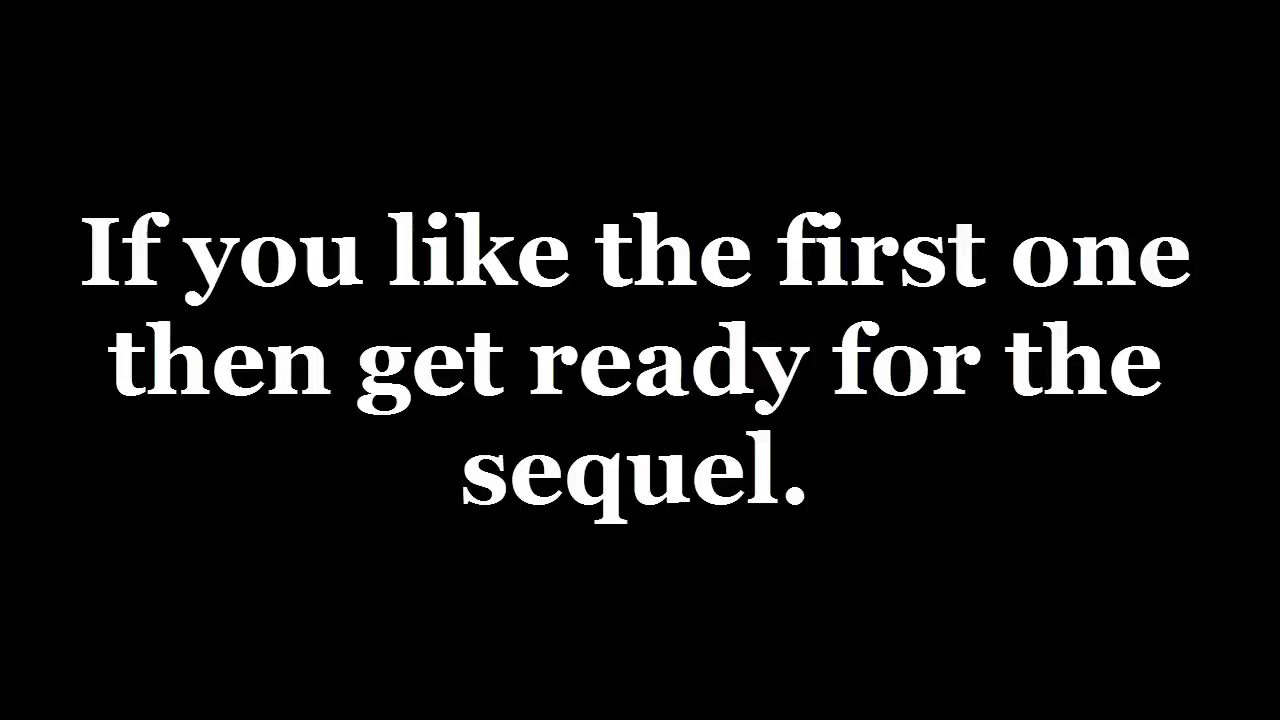 If you like the first one
then get ready for the
sequel.